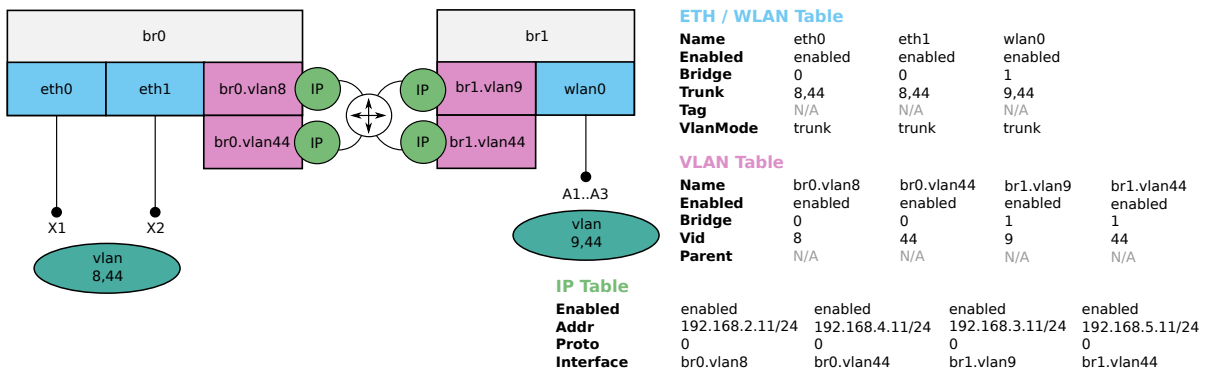 br0
eth0 eth1 br0.vlan8 IP
br0.vlan44 IP
X1 X2
vlan
8,44
br1
IP br1.vlan9 wlan0
IP br1.vlan44
A1..A3
vlan
9,44
ETH / WLAN Table
Name eth0 eth1 wlan0
Enabled enabled enabled enabled
Bridge 0 0 1
Trunk 8,44 8,44 9,44
Tag N/A N/A N/A
VlanMode trunk trunk trunk
VLAN Table
Name br0.vlan8 br0.vlan44 br1.vlan9 br1.vlan44
Enabled enabled enabled enabled enabled
Bridge 0 0 1 1
Vid 8 44 9 44
Parent N/A N/A N/A N/A
IP Table
Enabled enabled enabled enabled enabled
Addr 192.168.2.11/24 192.168.4.11/24 192.168.3.11/24 192.168.5.11/24
Proto 0 0 0 0
Interface br0.vlan8 br0.vlan44 br1.vlan9 br1.vlan44